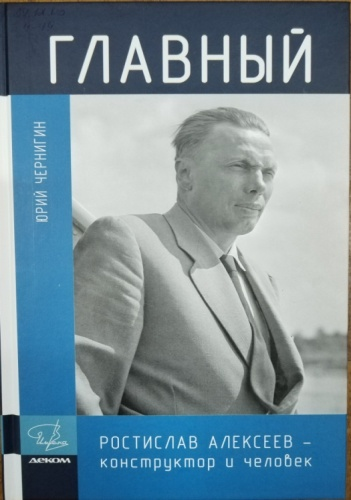 ГЛАВНЫЙ
ЮРИЙ ЧЕРНИГИН
ДЕКОМ
РОСТИСЛАВ АЛЕКСЕЕВ –
КОНСТРУКТОР И ЧЕЛОВЕК